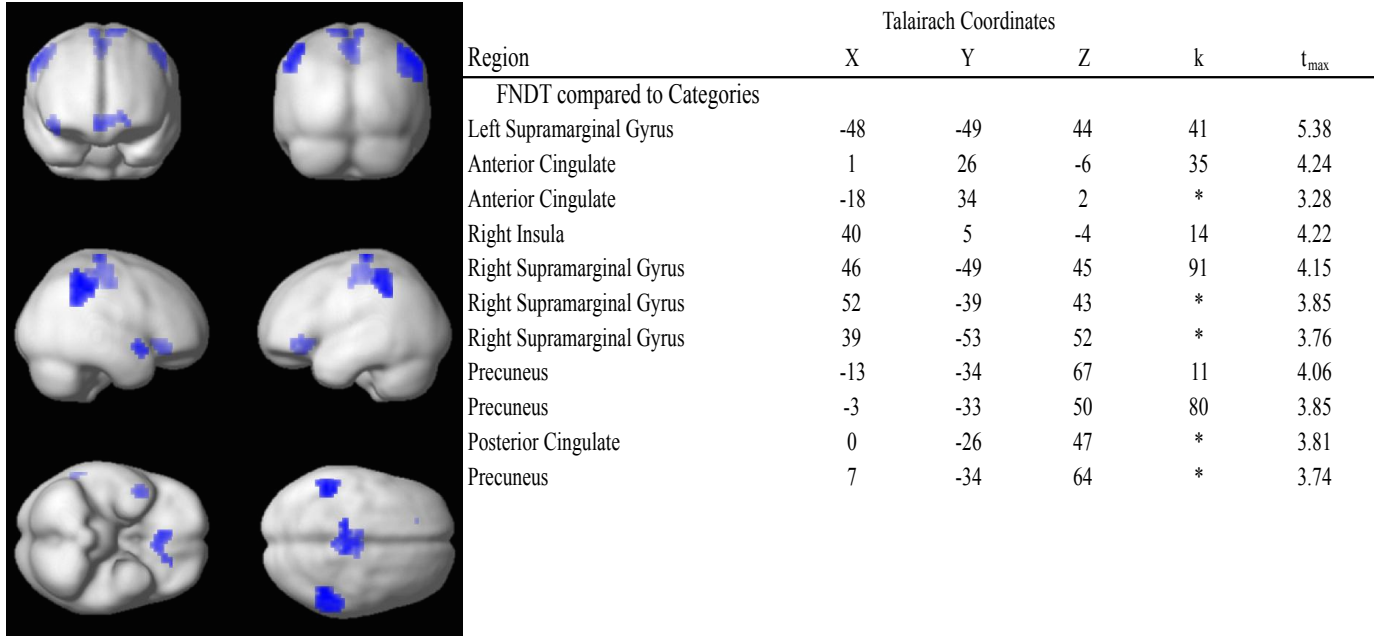 Talairach Coordinates
Region X Y Z k tmax
FNDT compared to Categories
Left Supramarginal Gyrus -48 -49 44 41 5.38
Anterior Cingulate 1 26 -6 35 4.24
Anterior Cingulate -18 34 2 * 3.28
Right Insula 40 5 -4 14 4.22
Right Supramarginal Gyrus 46 -49 45 91 4.15
Right Supramarginal Gyrus 52 -39 43 * 3.85
Right Supramarginal Gyrus 39 -53 52 * 3.76
Precuneus -13 -34 67 11 4.06
Precuneus -3 -33 50 80 3.85
Posterior Cingulate 0 -26 47 * 3.81
Precuneus 7 -34 64 * 3.74